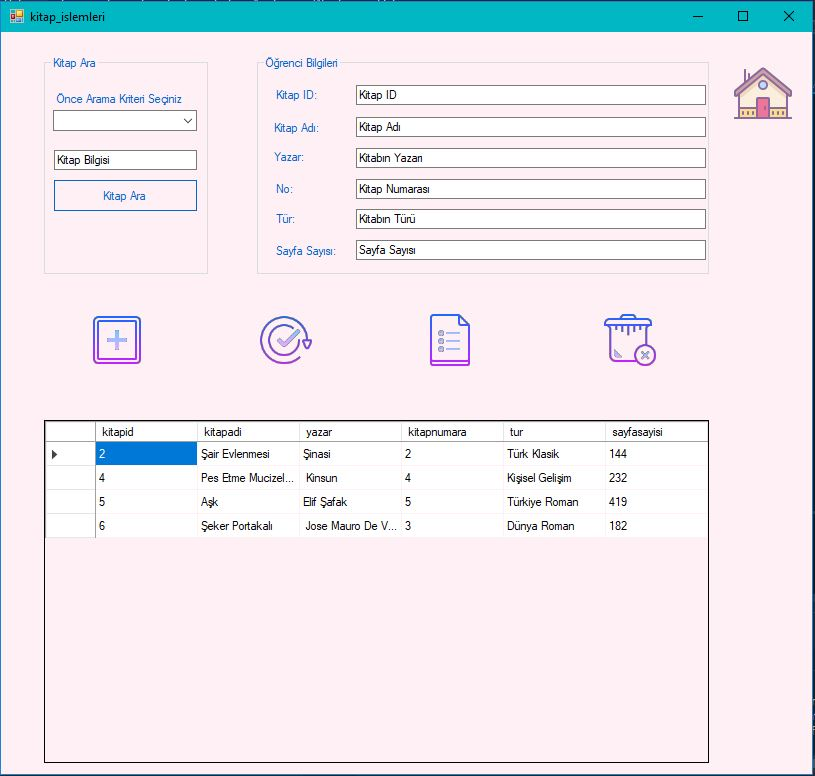 kitap_islemleri
Kitap Ara
Önce Arama Kriteri Seçiniz
Kitap Bilgisi
Kitap Ara
Öğrenci Bilgileri
Kitap ID: Kitap ID
Kitap Adı: Kitap Adı
Yazar: Kitabın Yazarı
No: Kitap Numarası
Tür: Kitabın Türü
Sayfa Sayısı: Sayfa Sayısı
kitapid kitapadi yazar kitapnumara tur sayfasayisi
2 Şair Evlenmesi Şinasi 2 Türk Klasik 144
4 Pes Etme Mucizel... Kinsun 4 Kişisel Gelişim 232
5 Aşk Elif Şafak 5 Türkiye Roman 419
6 Şeker Portakalı Jose Mauro De V... 3 Dünya Roman 182